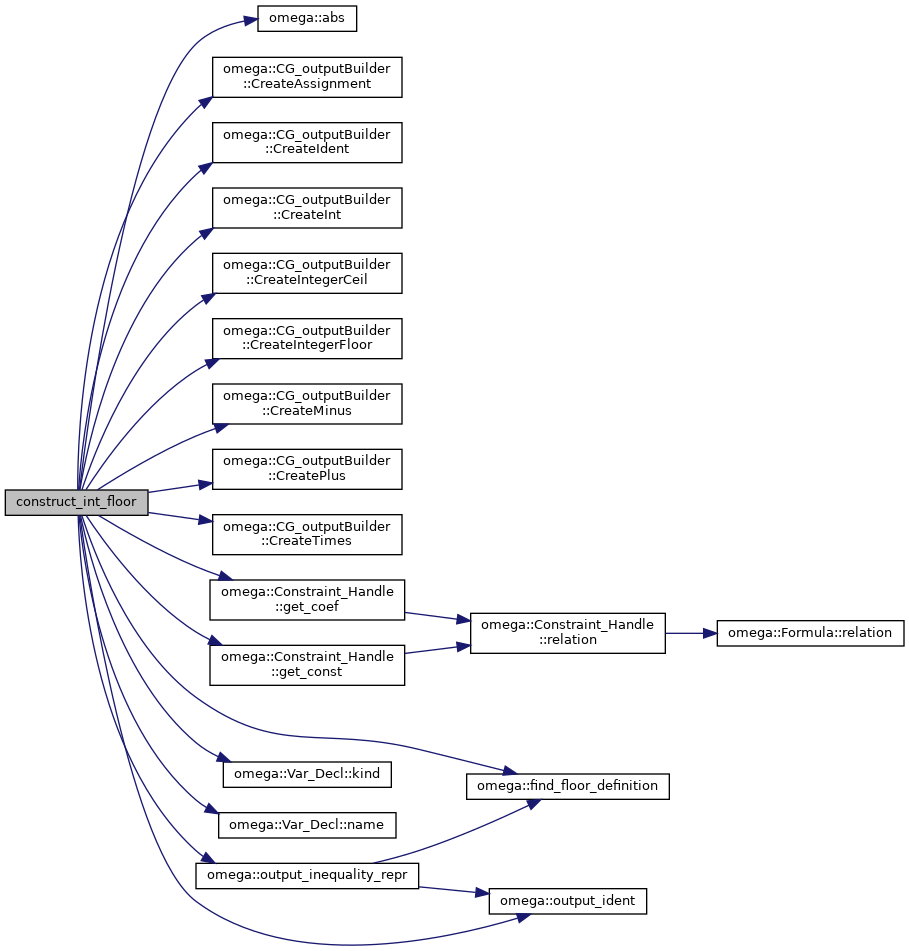 omega::abs
omega::CG_outputBuilder
::CreateAssignment
omega::CG_outputBuilder
::CreateIdent
omega::CG_outputBuilder
::CreateInt
omega::CG_outputBuilder
::CreateIntegerCeil
omega::CG_outputBuilder
::CreateIntegerFloor
omega::CG_outputBuilder
::CreateMinus
omega::CG_outputBuilder
::CreatePlus
construct_int_floor
omega::CG_outputBuilder
::CreateTimes
omega::Constraint_Handle
::get_coef
omega::Constraint_Handle
::relation
omega::Formula::relation
omega::Constraint_Handle
::get_const
omega::Var_Decl::kind
omega::find_floor_definition
omega::Var_Decl::name
omega::output_inequality_repr
omega::output_ident